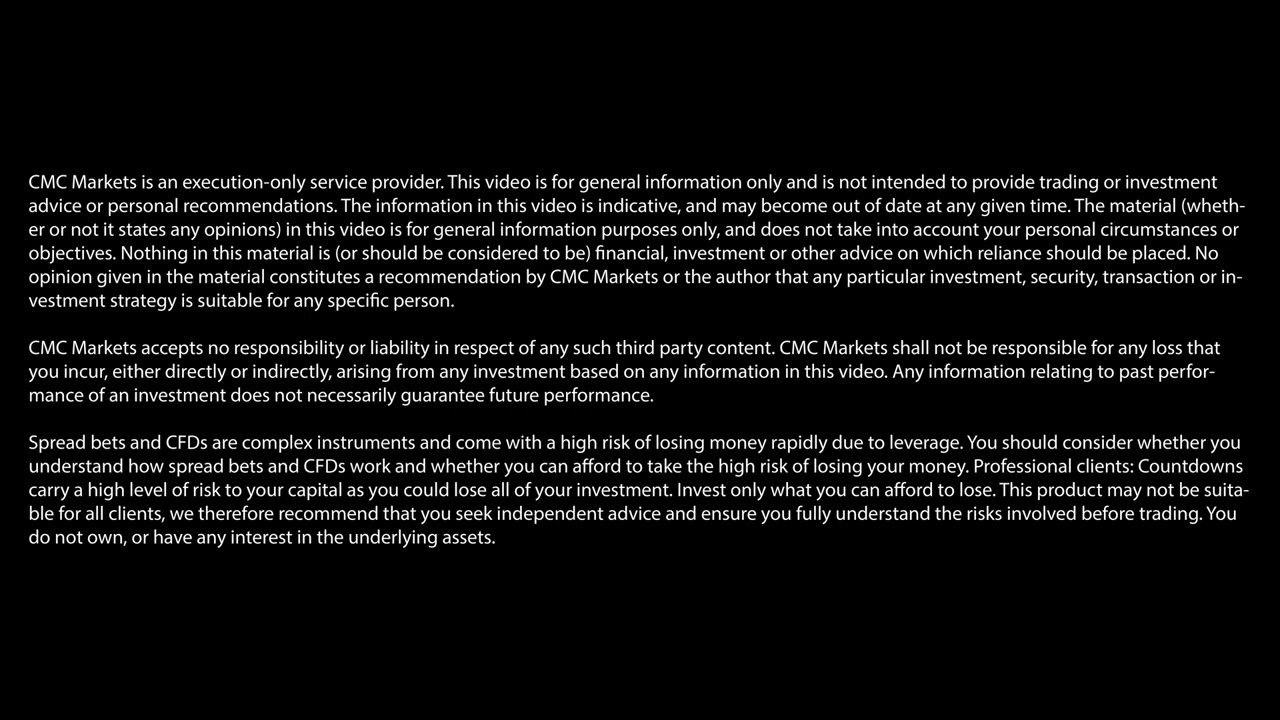 CMC Markets is an execution-only service provider. This video is for general information only and is not intended to provide trading or investment
advice or personal recommendations. The information in this video is indicative, and may become out of date at any given time. The material (wheth-
er or not it states any opinions) in this video is for general information purposes only, and does not take into account your personal circumstances or
objectives. Nothing in this material is (or should be considered to be) financial, investment or other advice on which reliance should be placed. No
opinion given in the material constitutes a recommendation by CMC Markets or the author that any particular investment, security, transaction or in-
vestment strategy is suitable for any specific person.
CMC Markets accepts no responsibility or liability in respect of any such third party content. CMC Markets shall not be responsible for any loss that
you incur, either directly or indirectly, arising from any investment based on any information in this video. Any information relating to past perfor-
mance of an investment does not necessarily guarantee future performance.
Spread bets and CFDs are complex instruments and come with a high risk of losing money rapidly due to leverage. You should consider whether you
understand how spread bets and CFDs work and whether you can afford to take the high risk of losing your money. Professional clients: Countdowns
carry a high level of risk to your capital as you could lose all of your investment. Invest only what you can afford to lose. This product may not be suita-
ble for all clients, we therefore recommend that you seek independent advice and ensure you fully understand the risks involved before trading. You
do not own, or have any interest in the underlying assets.